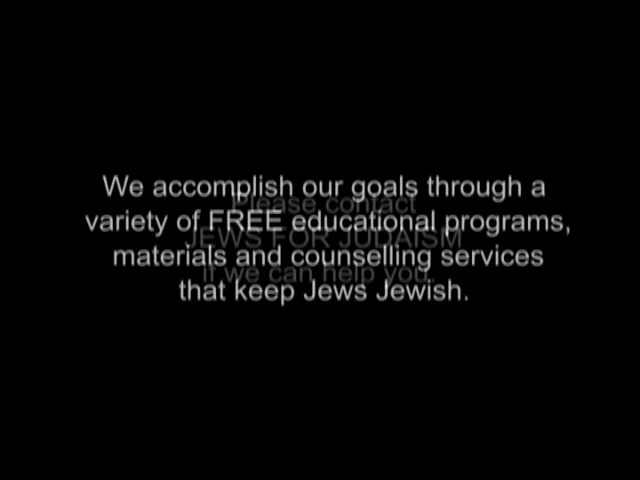 We accomplish our goals through a
Please contact
variety of FREE educational programs,
JEWS FOR JUDAISM
materials and counselling services
if we can help you.
that keep Jews Jewish.